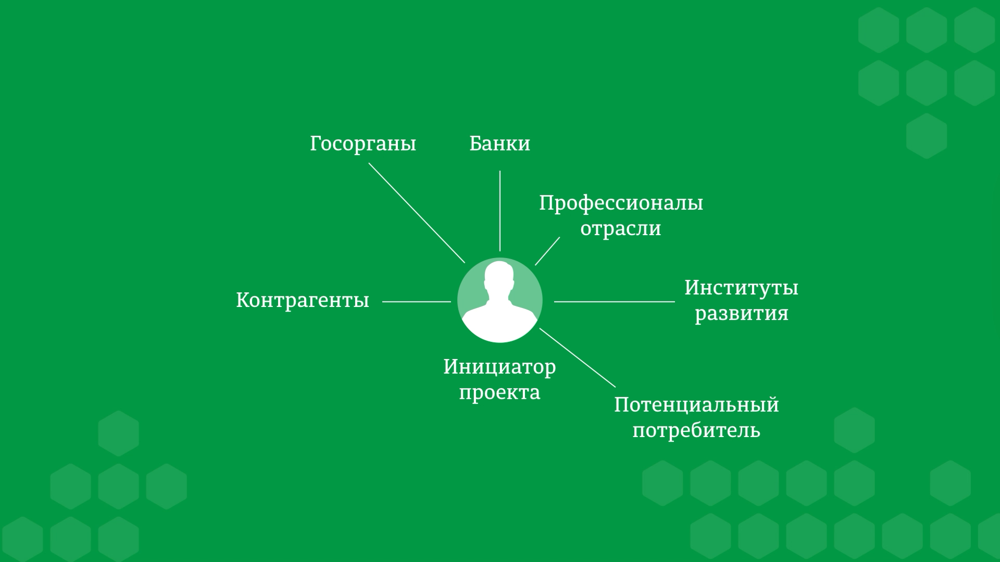 Госорганы
Банки
Профессионалы
отрасли
Контрагенты
Институты
развития
Инициатор
проекта
Потенциальный
потребитель